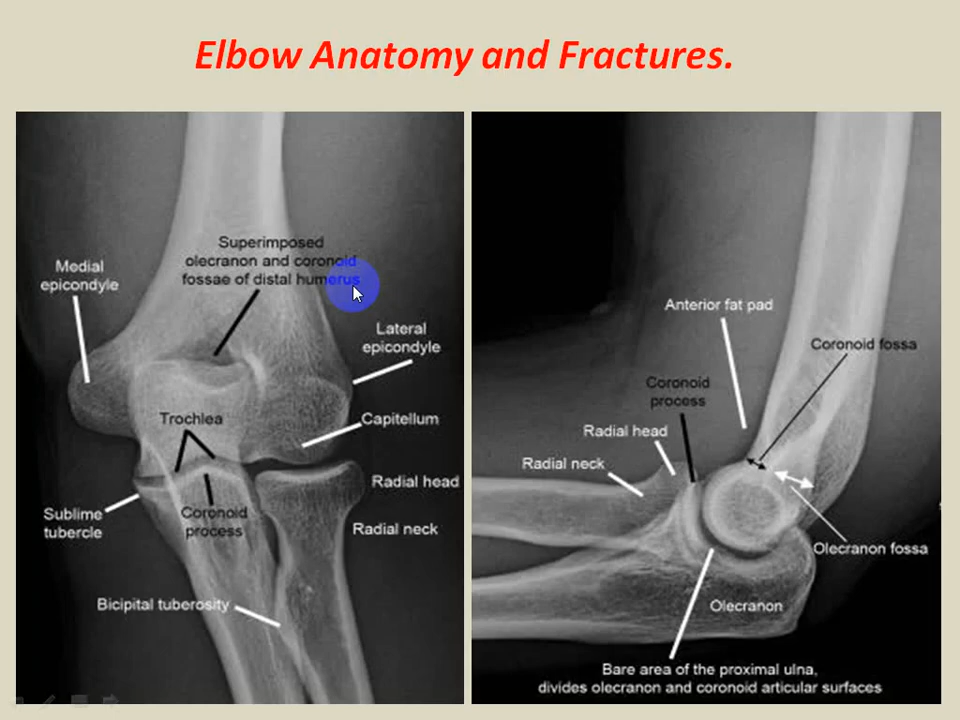 Elbow Anatomy and Fractures.
Superimposed
olecranon and coronoid
fossae of distal humerus
Medial
epicondyle
Lateral
epicondyle
Trochlea
Capitellum
Radial head
Sublime
tubercle
Coronoid
process
Radial neck
Bicipital tuberosity
Anterior fat pad
Coronoid fossa
Coronoid
process
Radial head
Radial neck
Olecranon fossa
Olecranon
Bare area of the proximal ulna,
divides olecranon and coronoid articular surfaces